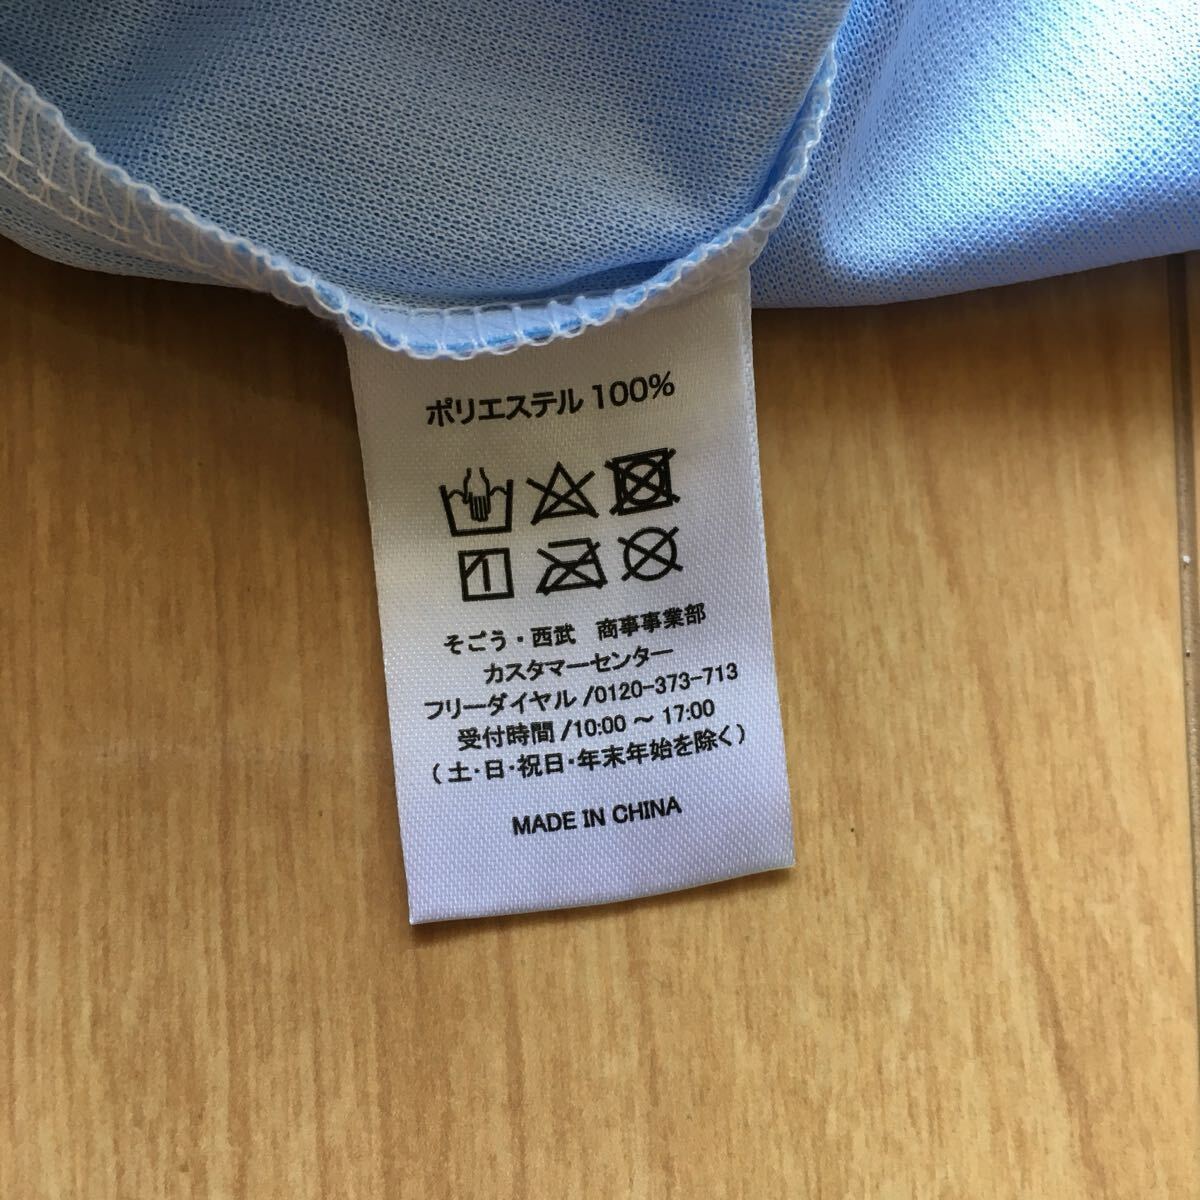 ポリエステル 100%
そごう・西武　商事事業部
カスタマーセンター
フリーダイヤル /0120-373-713
受付時間 /10:00 ～ 17:00
(土・日・祝日・年末年始を除く)
MADE IN CHINA